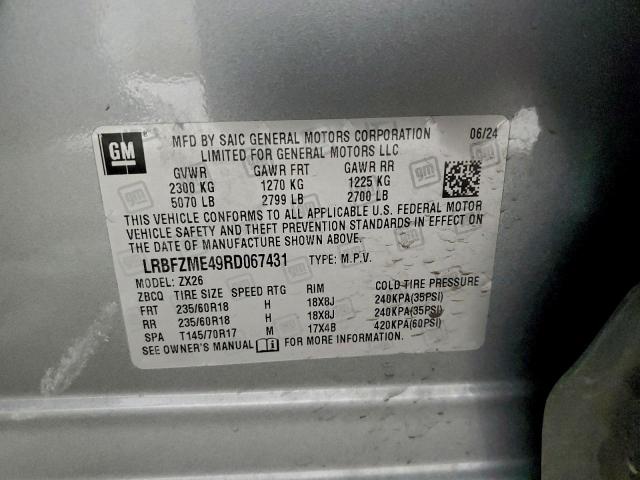 GM
MFD BY SAIC GENERAL MOTORS CORPORATION 06/24
LIMITED FOR GENERAL MOTORS LLC
GVWR GAWR FRT GAWR RR
2300 KG 1270 KG 1225 KG
5070 LB 2799 LB 2700 LB
THIS VEHICLE CONFORMS TO ALL APPLICABLE U.S. FEDERAL MOTOR
VEHICLE SAFETY AND THEFT PREVENTION STANDARDS IN EFFECT ON
THE DATE OF MANUFACTURE SHOWN ABOVE.
LRBFZME49RD067431 TYPE: M.P.V.
MODEL: ZX26
ZBCQ TIRE SIZE SPEED RTG RIM COLD TIRE PRESSURE
FRT 235/60R18 H 18X8J 240KPA(35PSI)
RR 235/60R18 H 18X8J 240KPA(35PSI)
SPA T145/70R17 M 17X4B 420KPA(60PSI)
SEE OWNER'S MANUAL FOR MORE INFORMATION.